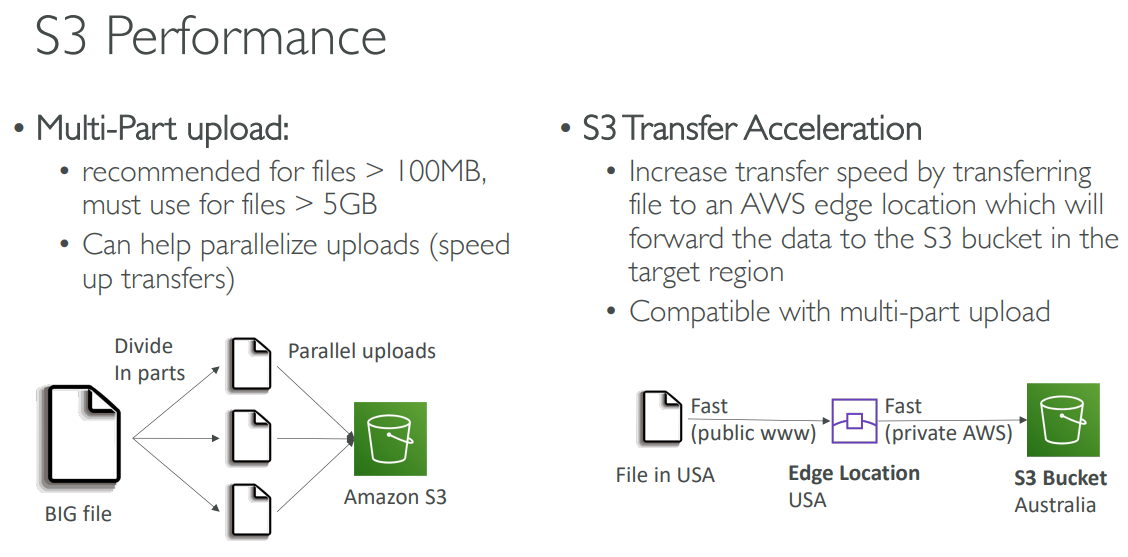 S3 Performance
• Multi-Part upload:
• recommended for files > 100MB,
must use for files > 5GB
• Can help parallelize uploads (speed
up transfers)
Divide
In parts
Parallel uploads
BIG file
Amazon S3
• S3 Transfer Acceleration
• Increase transfer speed by transferring
file to an AWS edge location which will
forward the data to the S3 bucket in the
target region
• Compatible with multi-part upload
File in USA
Fast
(public www)
Edge Location
USA
Fast
(private AWS)
S3 Bucket
Australia